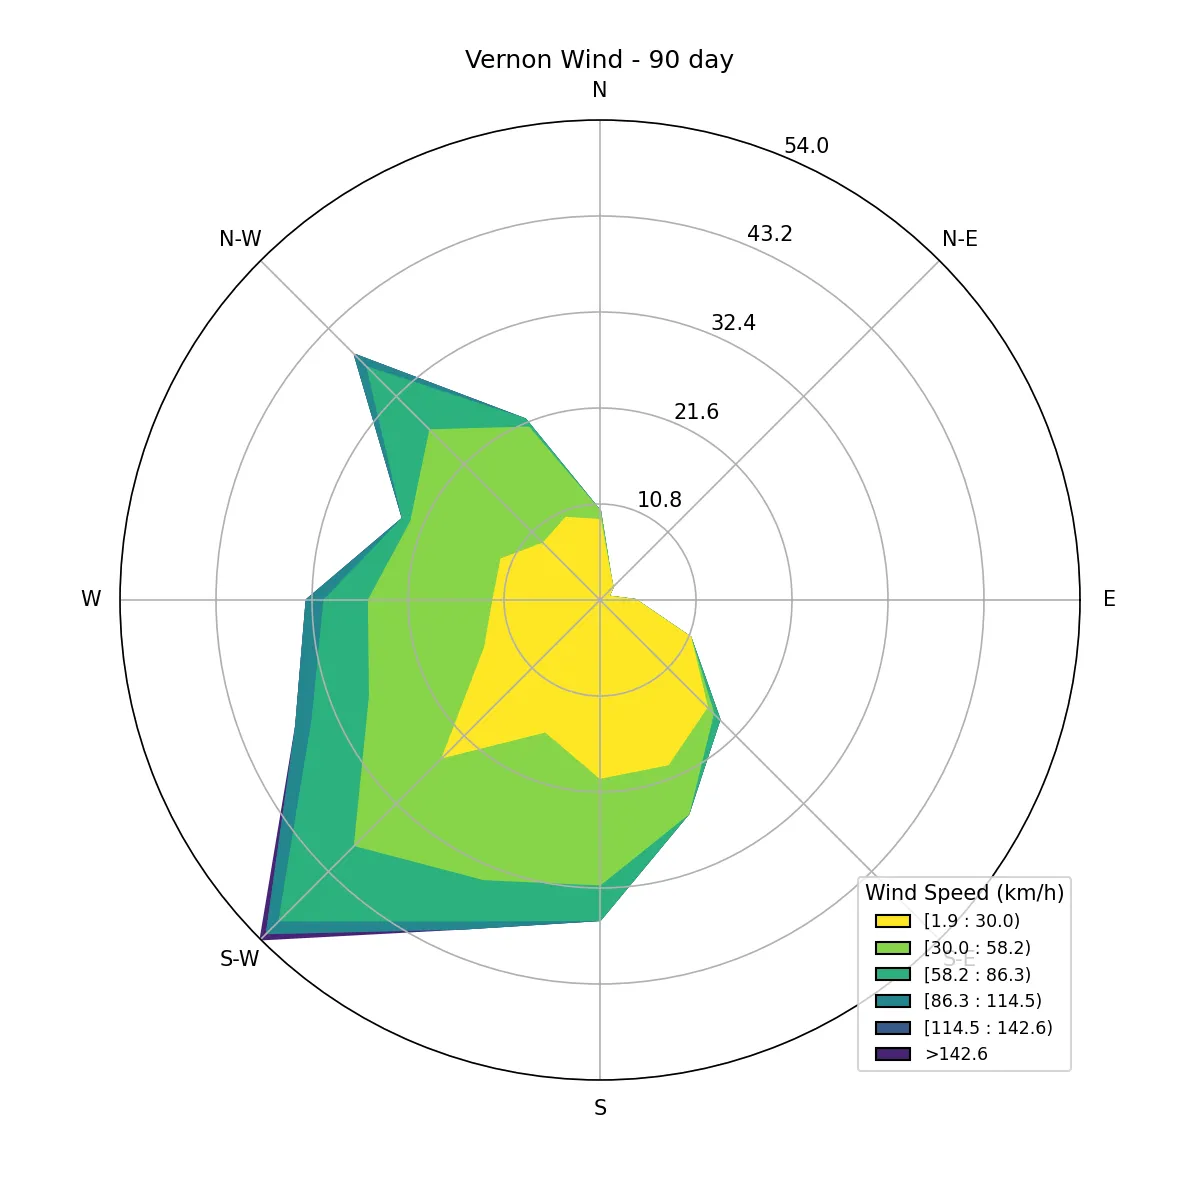 Vernon Wind - 90 day
N
54.0
43.2
N-W
N-E
32.4
21.6
10.8
W
E
Wind Speed (km/h)
[1.9 : 30.0)
[30.0 : 58.2)
S-W
S-E
[58.2 : 86.3)
[86.3 : 114.5)
[114.5 : 142.6)
>142.6
S